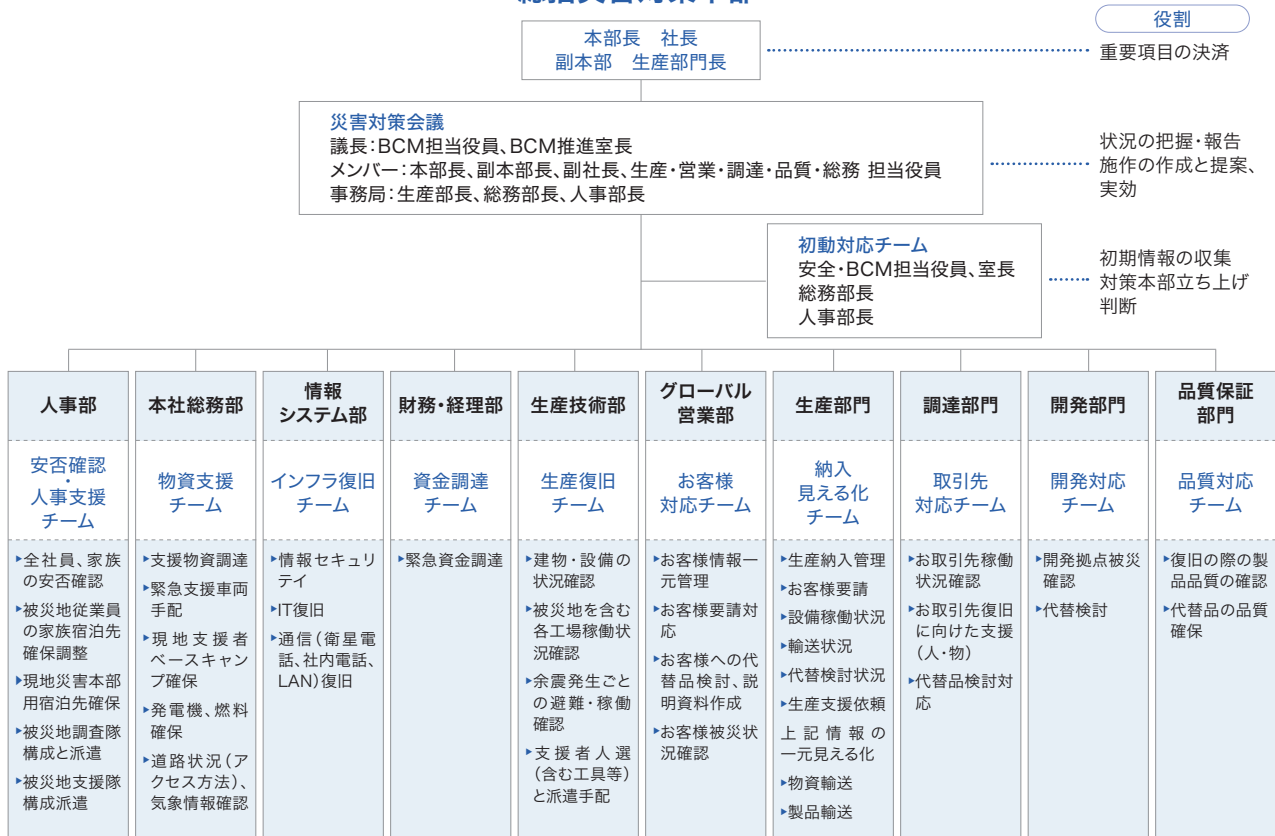 総括災害対策本部
役割
本部長　社長
副本部　生産部門長
重要項目の決済
災害対策会議
議長：BCM担当役員、BCM推進室長
メンバー：本部長、副本部長、副社長、生産・営業・調達・品質・総務 担当役員
事務局：生産部長、総務部長、人事部長
状況の把握・報告
施作の作成と提案、
実効
初動対応チーム
安全・BCM担当役員、室長
総務部長
人事部長
初期情報の収集
対策本部立ち上げ
判断
人事部
安否確認
・
人事支援
チーム
▶全社員、家族
の安否確認
▶被災地従業員
の家族宿泊先
確保調整
▶現地災害本部
用宿泊先確保
▶被災地調査隊
構成と派遣
▶被災地支援隊
構成派遣
本社総務部
物資支援
チーム
▶支援物資調達
▶緊急支援車両
手配
▶現地支援者
ベースキャン
プ確保
▶発電機、燃料
確保
▶道路状況（ア
クセス方法）、
気象情報確認
情報
システム部
インフラ復旧
チーム
▶情報セキュリ
テイ
▶IT復旧
▶通信（衛星電
話、社内電話、
LAN）復旧
財務・経理部
資金調達
チーム
▶緊急資金調達
生産技術部
生産復旧
チーム
▶建物・設備の
状況確認
▶被災地を含む
各工場稼働状
況確認
▶余震発生ごと
の避難・稼働
確認
▶支援者人選
（含む工具等）
と派遣手配
グローバル
営業部
お客様
対応チーム
▶お客様情報一
元管理
▶お客様要請対
応
▶お客様への代
替品検討、説
明資料作成
▶お客様被災状
況確認
生産部門
納入
見える化
チーム
▶生産納入管理
▶お客様要請
▶設備稼働状況
▶輸送状況
▶代替検討状況
▶生産支援依頼
上記情報の
一元見える化
▶物資輸送
▶製品輸送
調達部門
取引先
対応チーム
▶お取引先稼働
状況確認
▶お取引先復旧
に向けた支援
（人・物）
▶代替品検討対
応
開発部門
開発対応
チーム
▶開発拠点被災
確認
▶代替検討
品質保証
部門
品質対応
チーム
▶復旧の際の製
品品質の確認
▶代替品の品質
確保